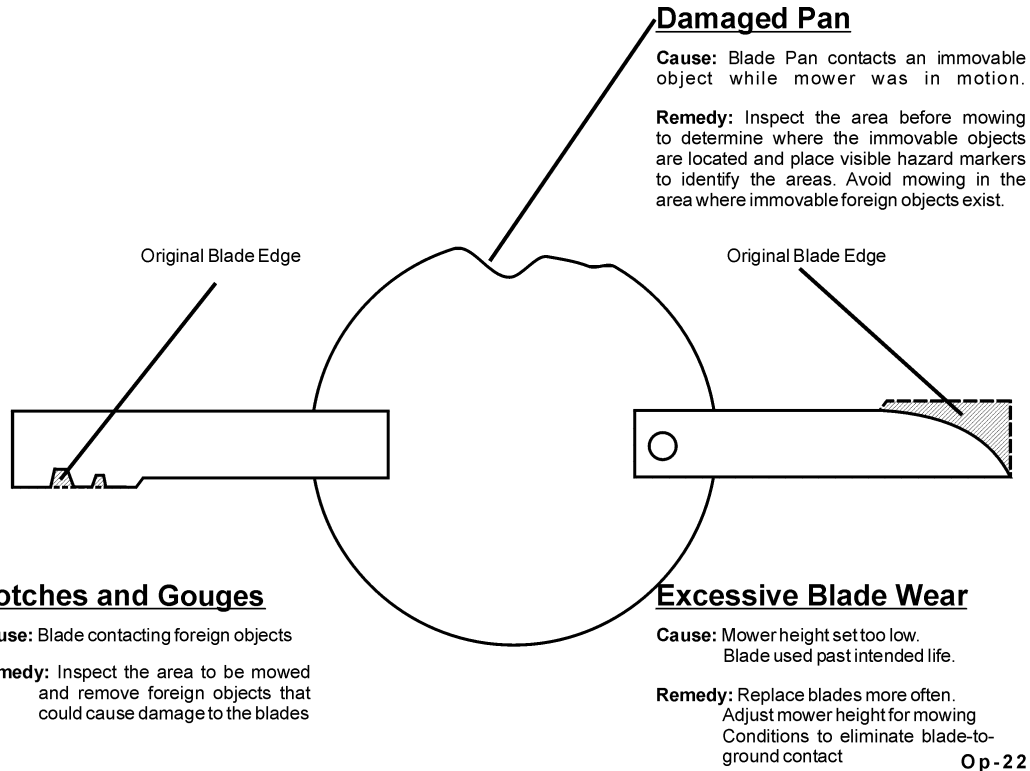 Damaged Pan
Cause: Blade Pan contacts an immovable
object while mower was in motion.
Remedy: Inspect the area before mowing
to determine where the immovable objects
are located and place visible hazard markers
to identify the areas. Avoid mowing in the
area where immovable foreign objects exist.
Original Blade Edge
Original Blade Edge
otches and Gouges
use: Blade contacting foreign objects
medy: Inspect the area to be mowed
and remove foreign objects that
could cause damage to the blades
Excessive Blade Wear
Cause: Mower height set too low.
Blade used past intended life.
Remedy: Replace blades more often.
Adjust mower height for mowing
Conditions to eliminate blade-to-
ground contact
Op-22